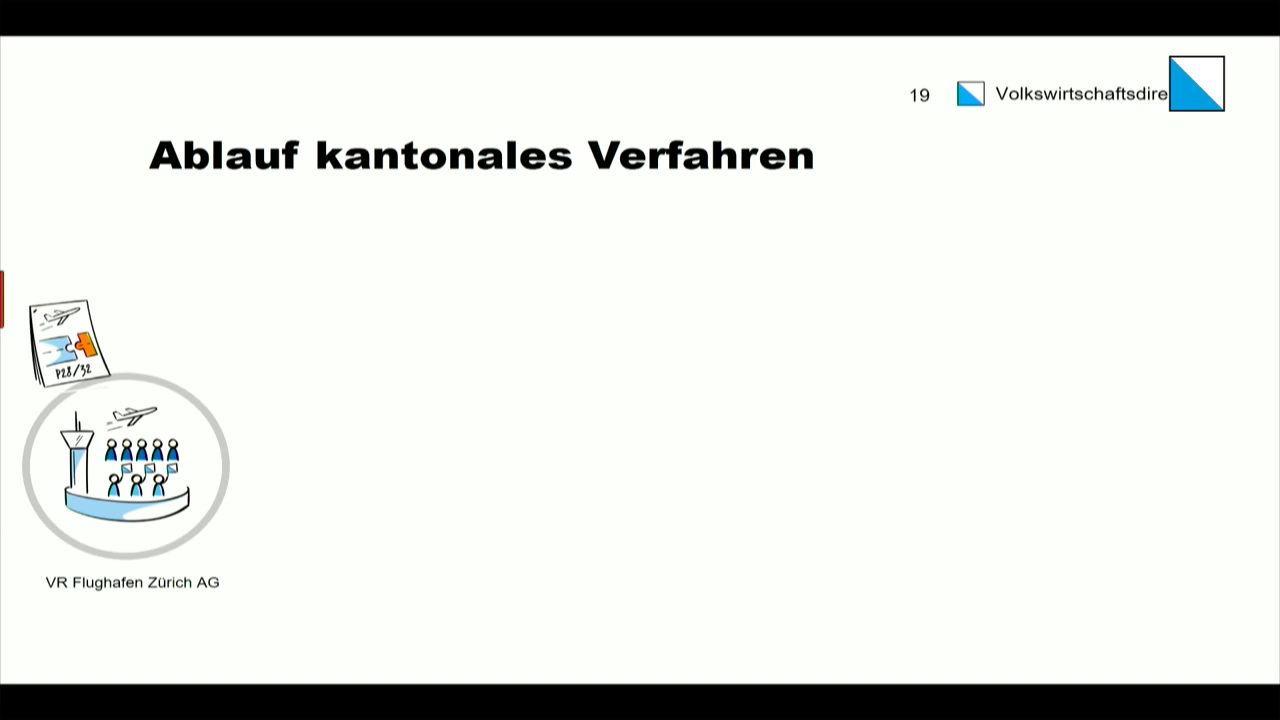 19
Volkswirtschaftsdire
Ablauf kantonales Verfahren
P28/32
VR Flughafen Zürich AG